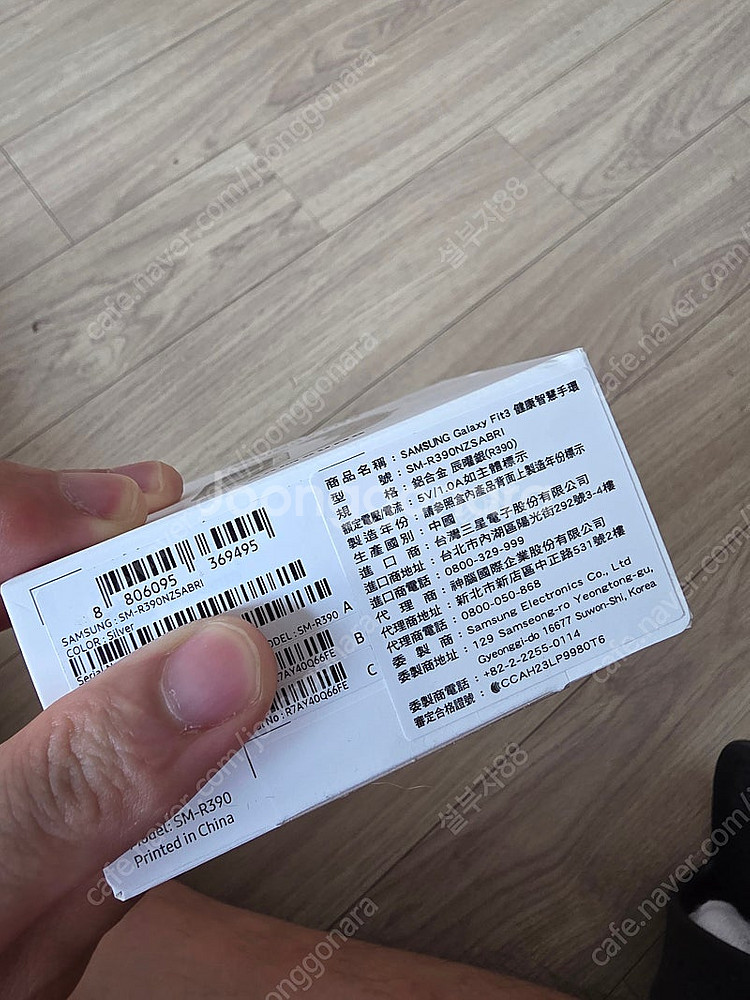 商品名稱：SAMSUNG Galaxy Fit3 健康智慧手環
型號：SM-R390NZSABRI
規格：鋁合金 辰曜銀(R390)
額定電壓電流：5V/1.0A如主體標示
製造年份：請參照盒內產品背面上製造年份標示
生產國別：中國
進口商：台灣三星電子股份有限公司
進口商地址：台北市內湖區陽光街292號3-4樓
進口商電話：0800-329-999
代理商：神腦國際企業股份有限公司
代理商地址：新北市新店區中正路531號2樓
代理商電話：0800-050-868
委製商：Samsung Electronics Co., Ltd
委製商地址：129 Samseong-ro Yeongtong-gu,
Gyeonggi-do 16677 Suwon-Shi, Korea
委製商電話：+82-2-2255-0114
審定合格證號：CCAH23LP9980T6
8 806095 369495
SAMSUNG : SM-R390NZSABRI
COLOR : Silver
MODEL : SM-R390
A
B
C
R7AY40Q66FE
No : R7AY40Q66FE
Model: SM-R390
Printed in China
cafe.naver.com/joonggonara
실부자88
Joonggonara